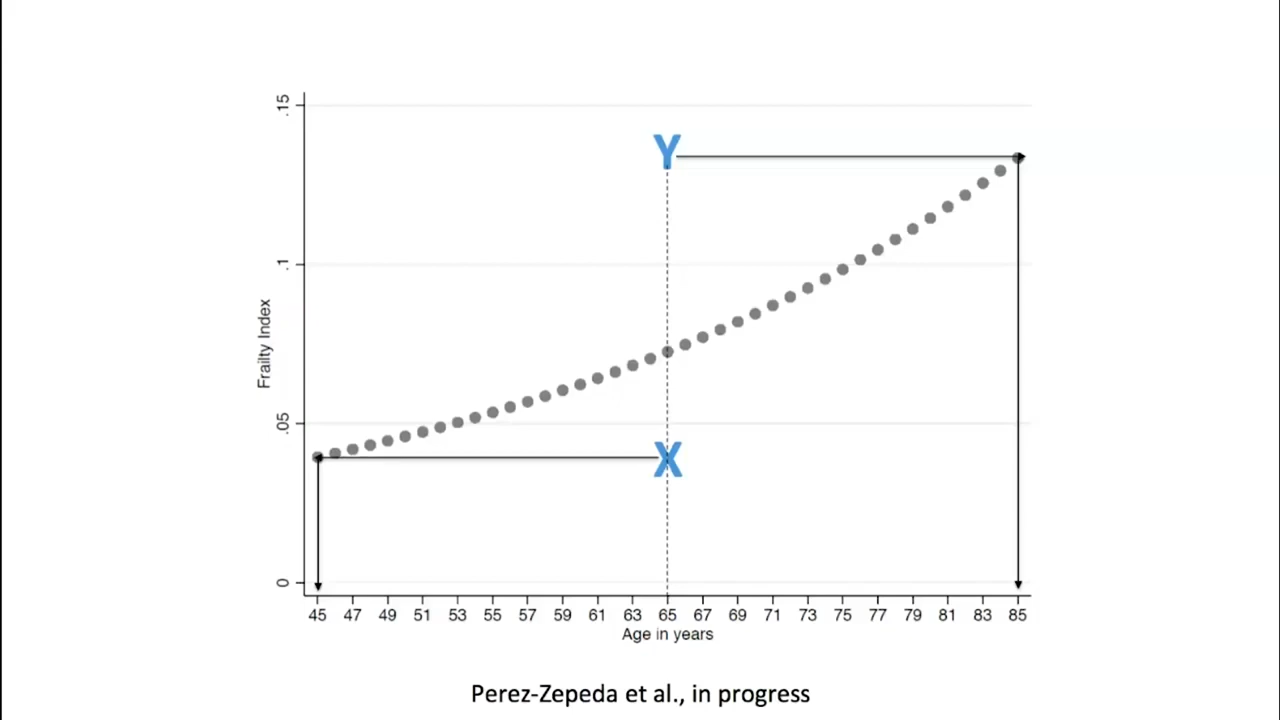 .15
Y
.1
Frailty Index
.05
X
0
45 47 49 51 53 55 57 59 61 63 65 67 69 71 73 75 77 79 81 83 85
Age in years
Perez-Zepeda et al., in progress